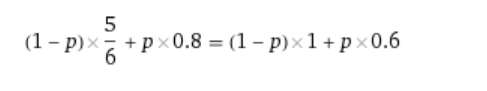 (1 − p) × 5/6 + p × 0.8 = (1 − p) × 1 + p × 0.6